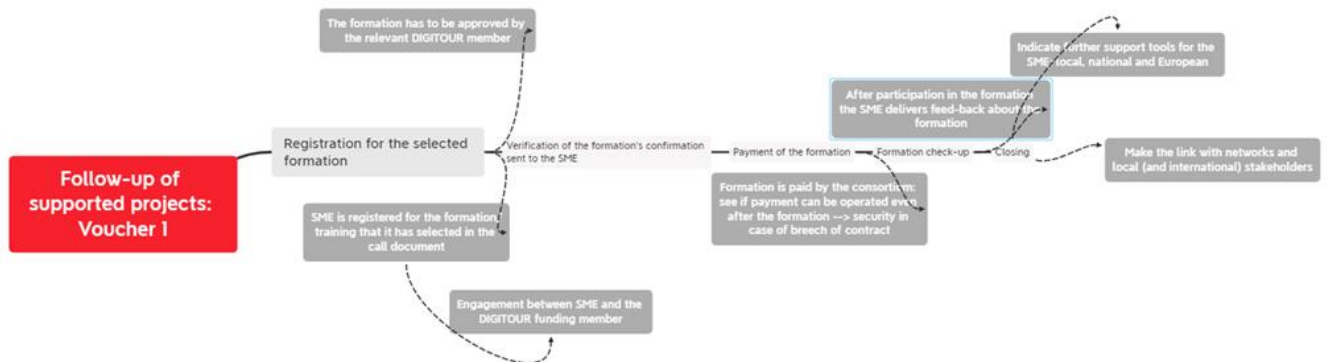 The formation has to be approved by
the relevant DIGITOUR member
Indicate further support tools for the
SME: local, national and European
After participation in the formation
the SME delivers feed-back about the
formation
Registration for the selected
formation
Verification of the formation's confirmation
sent to the SME
Payment of the formation
Formation check-up
Closing
Make the link with networks and
local (and international) stakeholders
Follow-up of
supported projects:
Voucher 1
Formation is paid by the consortium:
see if payment can be operated even
after the formation --> security in
case of breach of contract
SME is registered for the formation,
training that it has selected in the
call document
Engagement between SME and the
DIGITOUR funding member